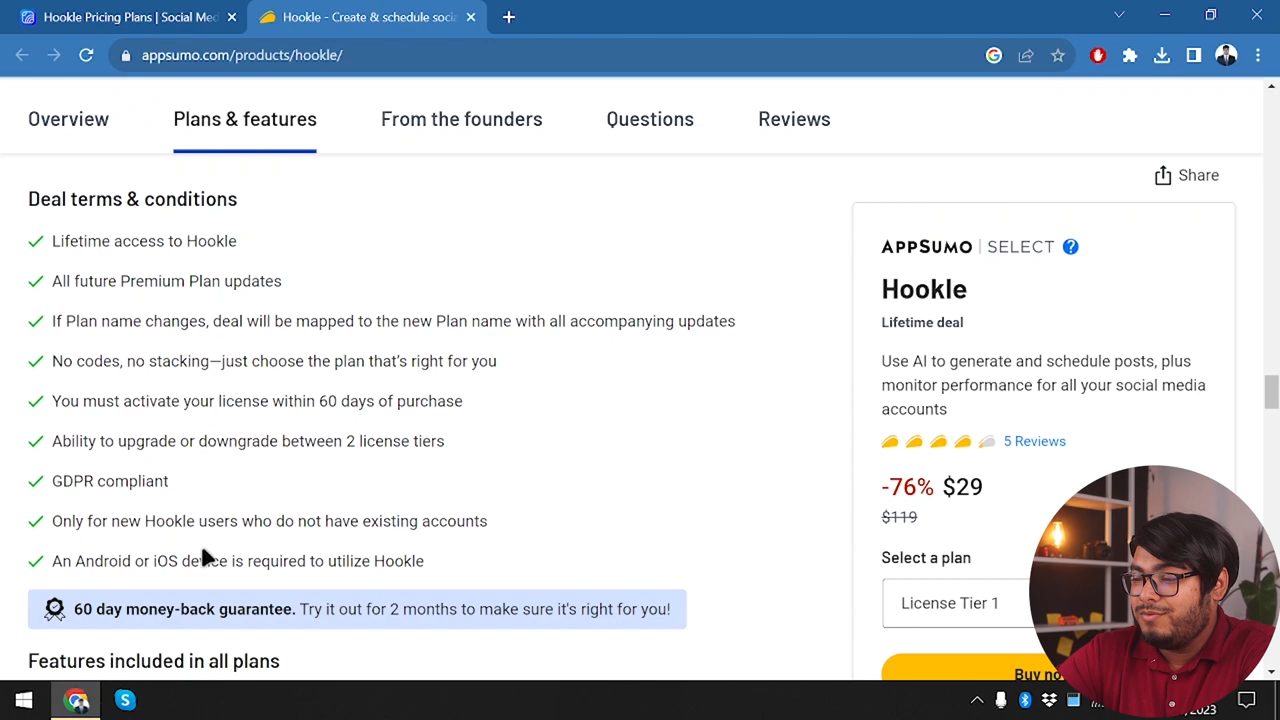 Hookle Pricing Plans | Social Med
Hookle - Create & schedule soci
appsumo.com/products/hookle/
Overview
Plans & features
From the founders
Questions
Reviews
Share
Deal terms & conditions
Lifetime access to Hookle
All future Premium Plan updates
If Plan name changes, deal will be mapped to the new Plan name with all accompanying updates
No codes, no stacking—just choose the plan that's right for you
You must activate your license within 60 days of purchase
Ability to upgrade or downgrade between 2 license tiers
GDPR compliant
Only for new Hookle users who do not have existing accounts
An Android or iOS device is required to utilize Hookle
60 day money-back guarantee. Try it out for 2 months to make sure it's right for you!
Features included in all plans
APPSUMO | SELECT ?
Hookle
Lifetime deal
Use AI to generate and schedule posts, plus
monitor performance for all your social media
accounts
5 Reviews
-76% $29
$119
Select a plan
License Tier 1
Buy no
2023